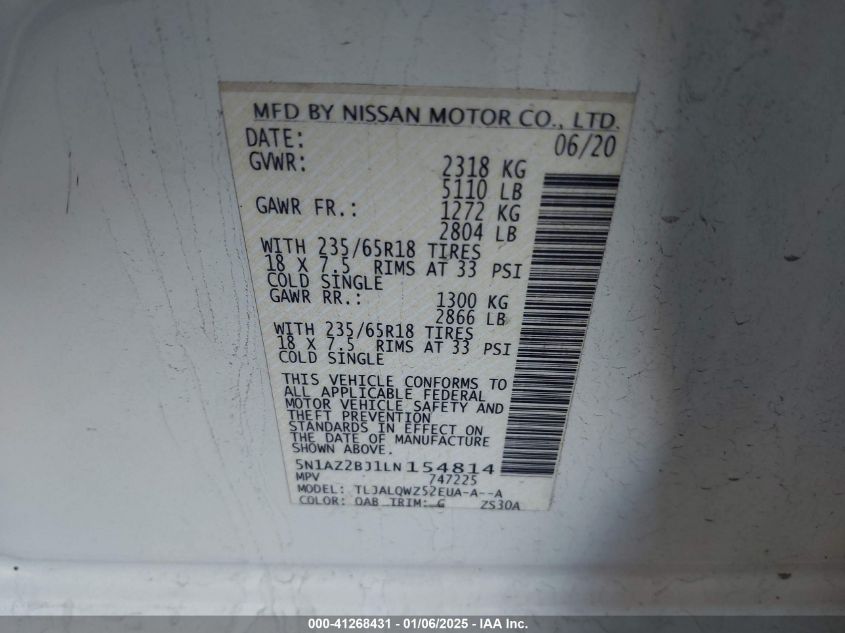 MFD BY NISSAN MOTOR CO., LTD.
DATE: 06/20
GVWR: 2318 KG
5110 LB
GAWR FR.: 1272 KG
2804 LB
WITH 235/65R18 TIRES
18 X 7.5 RIMS AT 33 PSI
COLD SINGLE
GAWR RR.: 1300 KG
2866 LB
WITH 235/65R18 TIRES
18 X 7.5 RIMS AT 33 PSI
COLD SINGLE
THIS VEHICLE CONFORMS TO
ALL APPLICABLE FEDERAL
MOTOR VEHICLE SAFETY AND
THEFT PREVENTION
STANDARDS IN EFFECT ON
THE DATE OF MANUFACTURE
SHOWN ABOVE.
5N1AZ2BJ1LN154814
MPV 747225
MODEL: TLJALQWZ52EUA-A--A
COLOR: QAB TRIM: G ZS30A
000-41268431 - 01/06/2025 - IAA Inc.